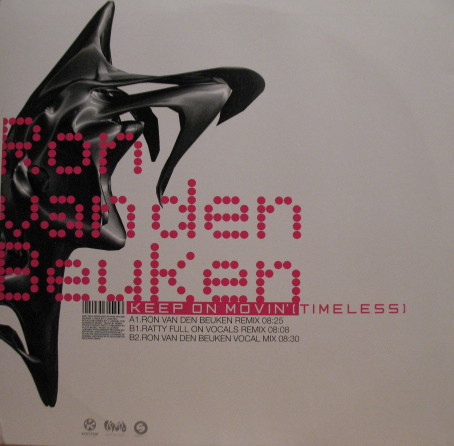 Ron
van den
Beuken
KEEP ON MOVIN' [TIMELESS]
A1.RON VAN DEN BEUKEN REMIX 08:25
B1.RATTY FULL ON VOCALS REMIX 08:08
B2.RON VAN DEN BEUKEN VOCAL MIX 08:30